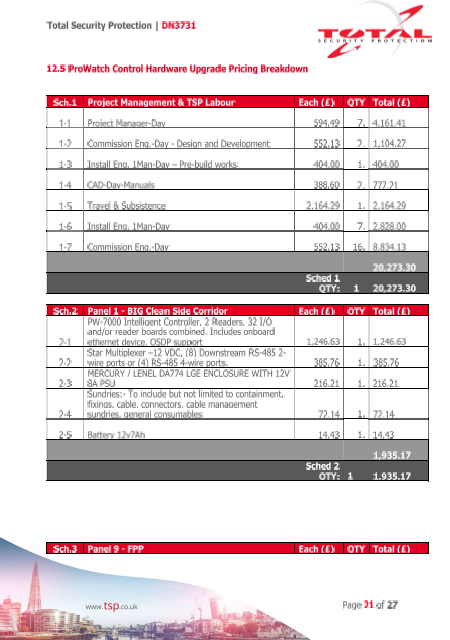 Total Security Protection | DN3731
TOTAL
SECURITY PROTECTION
12.5 ProWatch Control Hardware Upgrade Pricing Breakdown
Sch.1 Project Management & TSP Labour Each (£) QTY Total (£)
1-1 Project Manager-Day 594.49 7. 4,161.41
1-2 Commission Eng.-Day - Design and Development 552.13 2. 1,104.27
1-3 Install Eng. 1Man-Day – Pre-build works 404.00 1. 404.00
1-4 CAD-Day-Manuals 388.60 2. 777.21
1-5 Travel & Subsistence 2,164.29 1. 2,164.29
1-6 Install Eng. 1Man-Day 404.00 7. 2,828.00
1-7 Commission Eng.-Day 552.13 16. 8,834.13
20,273.30
Sched 1
QTY: 1 20,273.30
Sch.2 Panel 1 - BIG Clean Side Corridor Each (£) QTY Total (£)
PW-7000 Intelligent Controller, 2 Readers, 32 I/O
and/or reader boards combined. Includes onboard
2-1 ethernet device. OSDP support 1,246.63 1. 1,246.63
Star Multiplexer –12 VDC, (8) Downstream RS-485 2-
2-2 wire ports or (4) RS-485 4-wire ports. 385.76 1. 385.76
MERCURY / LENEL DA774 LGE ENCLOSURE WITH 12V
2-3 8A PSU 216.21 1. 216.21
Sundries:- To include but not limited to containment,
fixings, cable, connectors, cable management
2-4 sundries, general consumables 72.14 1. 72.14
2-5 Battery 12v7Ah 14.43 1. 14.43
1,935.17
Sched 2
QTY: 1 1,935.17
Sch.3 Panel 9 - FPP Each (£) QTY Total (£)
www.tsp.co.uk
Page 21 of 27